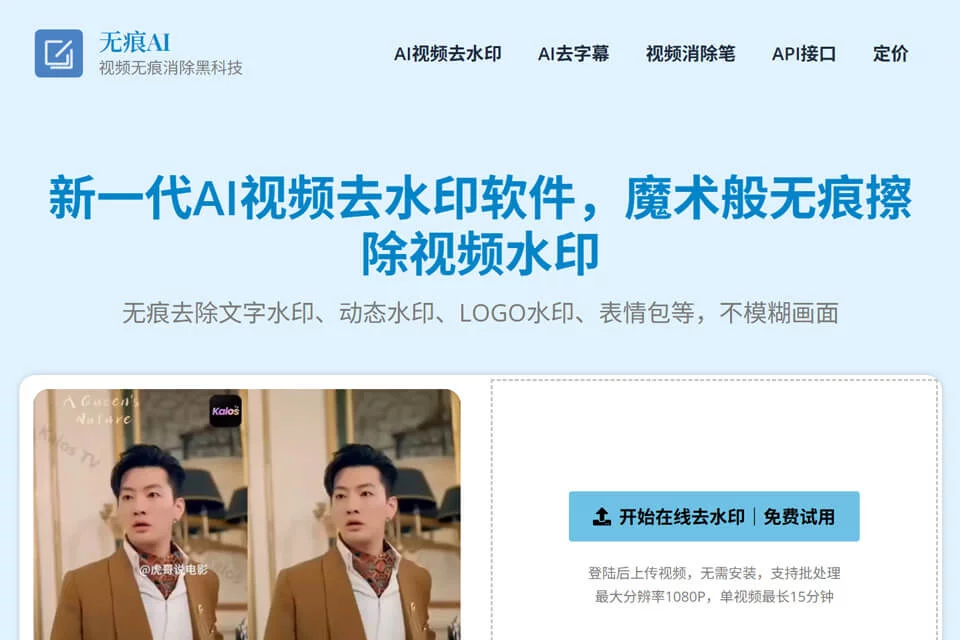 无痕AI
视频无痕消除黑科技
AI视频去水印
AI去字幕
视频消除笔
API接口
定价
新一代AI视频去水印软件，魔术般无痕擦
除视频水印
无痕去除文字水印、动态水印、LOGO水印、表情包等，不模糊画面
A Queen's
Nature
Kalos
Kalos TV
@虎哥说电影
开始在线去水印｜免费试用
登陆后上传视频，无需安装，支持批处理
最大分辨率1080P，单视频最长15分钟